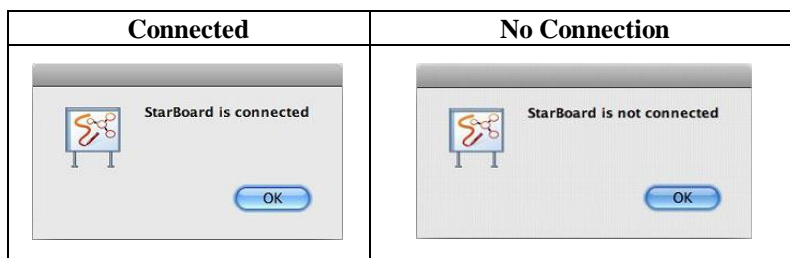 Connected
No Connection
StarBoard is connected
OK
StarBoard is not connected
OK